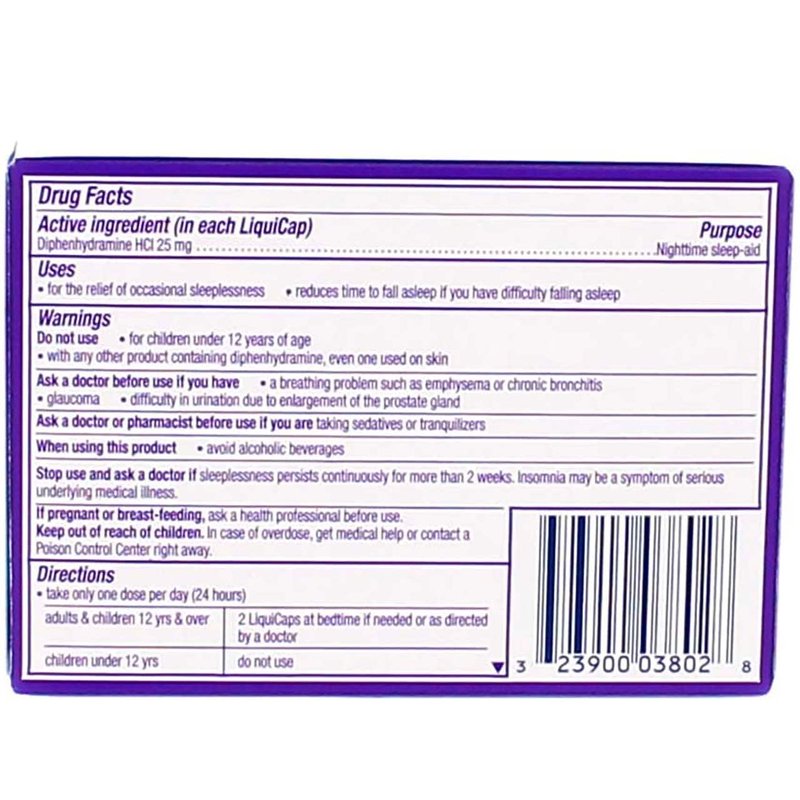 Drug Facts
Active ingredient (in each LiquiCap) Purpose
Diphenhydramine HCl 25 mg ........................................................ Nighttime sleep-aid
Uses
• for the relief of occasional sleeplessness • reduces time to fall asleep if you have difficulty falling asleep
Warnings
Do not use • for children under 12 years of age
• with any other product containing diphenhydramine, even one used on skin
Ask a doctor before use if you have • a breathing problem such as emphysema or chronic bronchitis
• glaucoma • difficulty in urination due to enlargement of the prostate gland
Ask a doctor or pharmacist before use if you are taking sedatives or tranquilizers
When using this product • avoid alcoholic beverages
Stop use and ask a doctor if sleeplessness persists continuously for more than 2 weeks. Insomnia may be a symptom of serious
underlying medical illness.
If pregnant or breast-feeding, ask a health professional before use.
Keep out of reach of children. In case of overdose, get medical help or contact a
Poison Control Center right away.
Directions
• take only one dose per day (24 hours)
adults & children 12 yrs & over 2 LiquiCaps at bedtime if needed or as directed
by a doctor
children under 12 yrs do not use
3 23900 03802 8